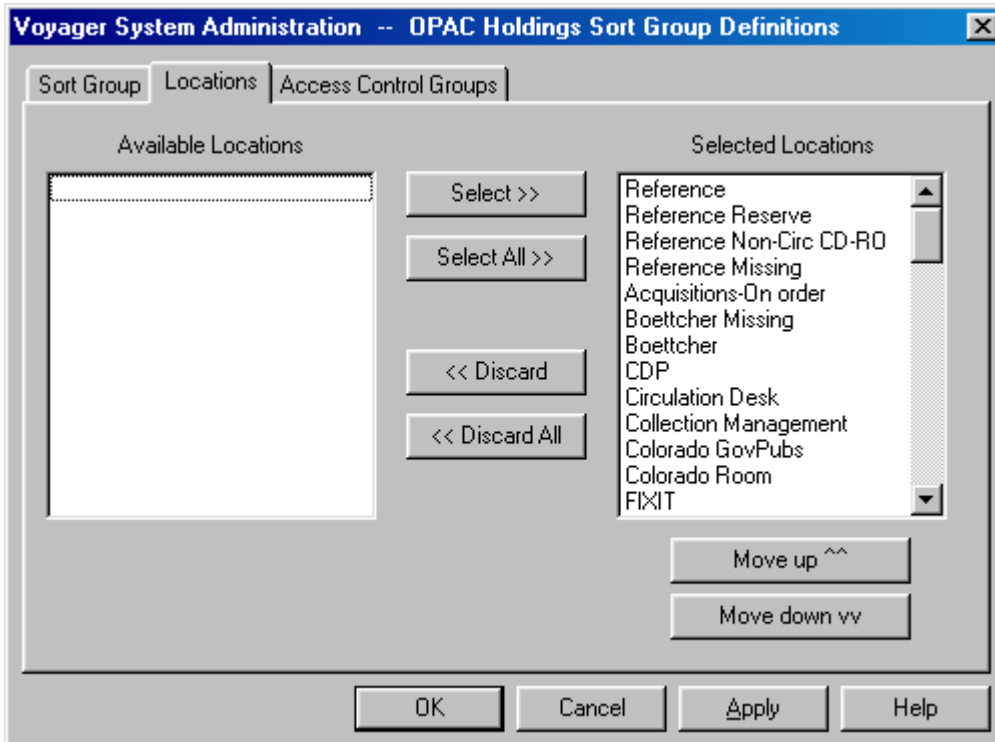 Voyager System Administration -- OPAC Holdings Sort Group Definitions
Sort Group Locations Access Control Groups
Available Locations
Selected Locations
Select >>
Select All >>
<< Discard
<< Discard All
Reference
Reference Reserve
Reference Non-Circ CD-RO
Reference Missing
Acquisitions-On order
Boettcher Missing
Boettcher
CDP
Circulation Desk
Collection Management
Colorado GovPubs
Colorado Room
FIXIT
Move up ^^
Move down vv
OK Cancel Apply Help